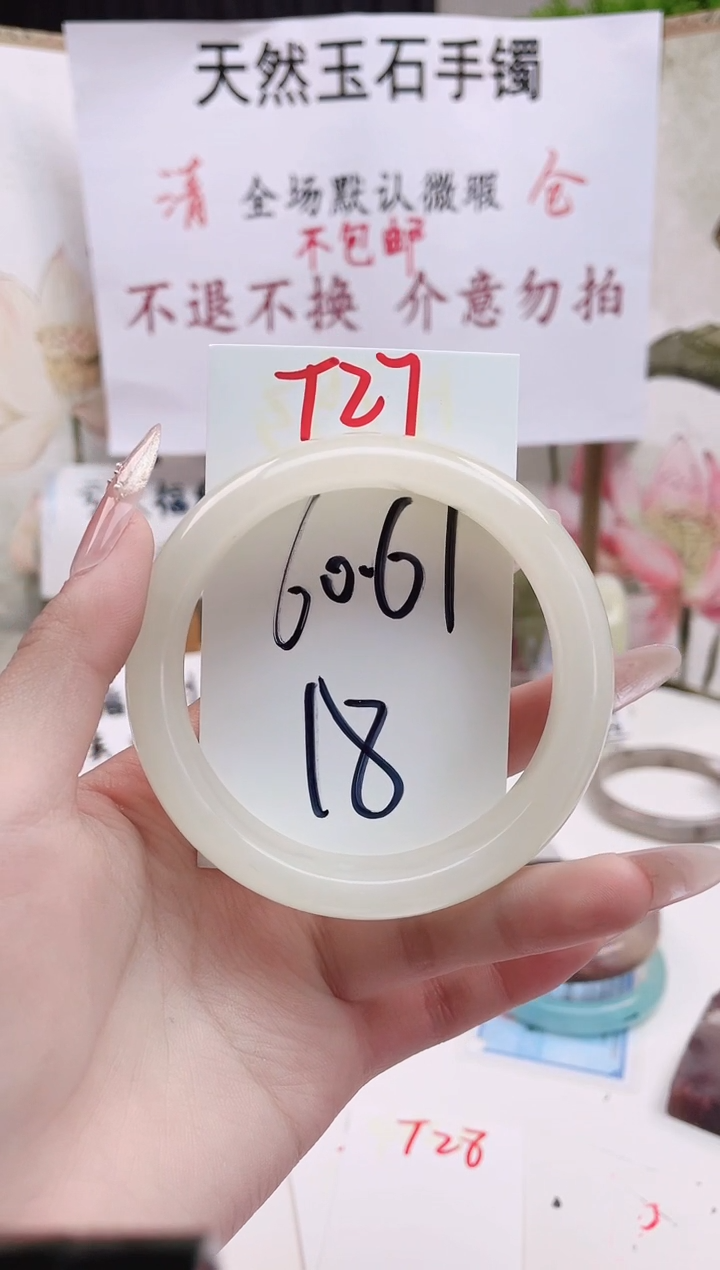 天然玉石手镯
清 全场默认微瑕 仓
不包邮
不退不换 介意勿拍
T27
60.61
18
T28